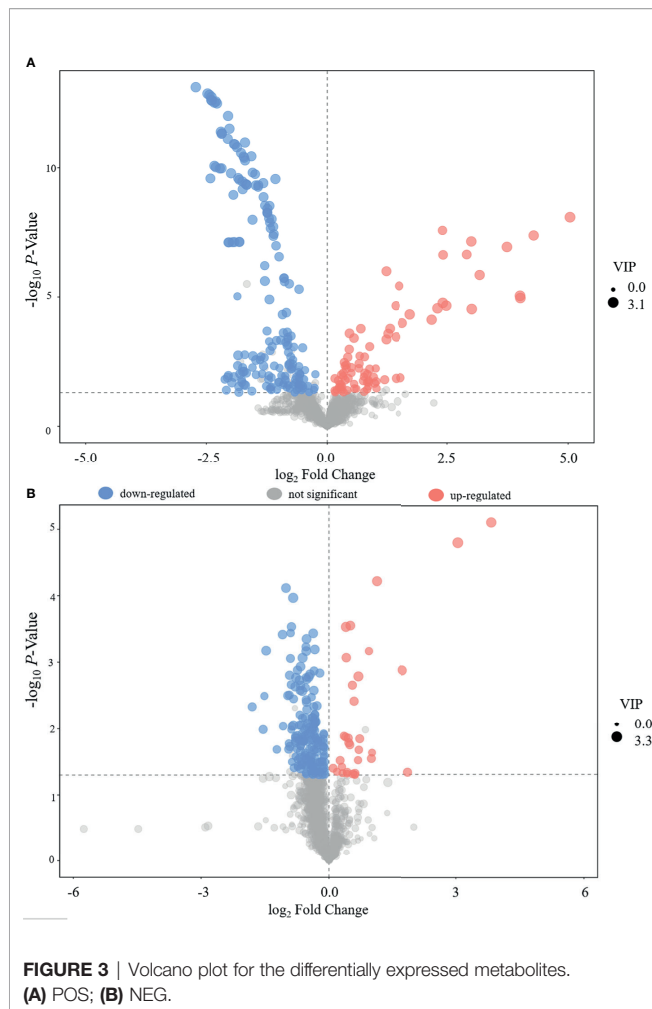 A
10
5
0
-log10 P-Value
-5.0
-2.5
0.0
2.5
5.0
log2 Fold Change
VIP
0.0
3.1
B
down-regulated
not significant
up-regulated
5
4
3
2
1
0
-log10 P-Value
-6
-3
0.0
3
6
log2 Fold Change
VIP
0.0
3.3
FIGURE 3 | Volcano plot for the differentially expressed metabolites.
(A) POS; (B) NEG.